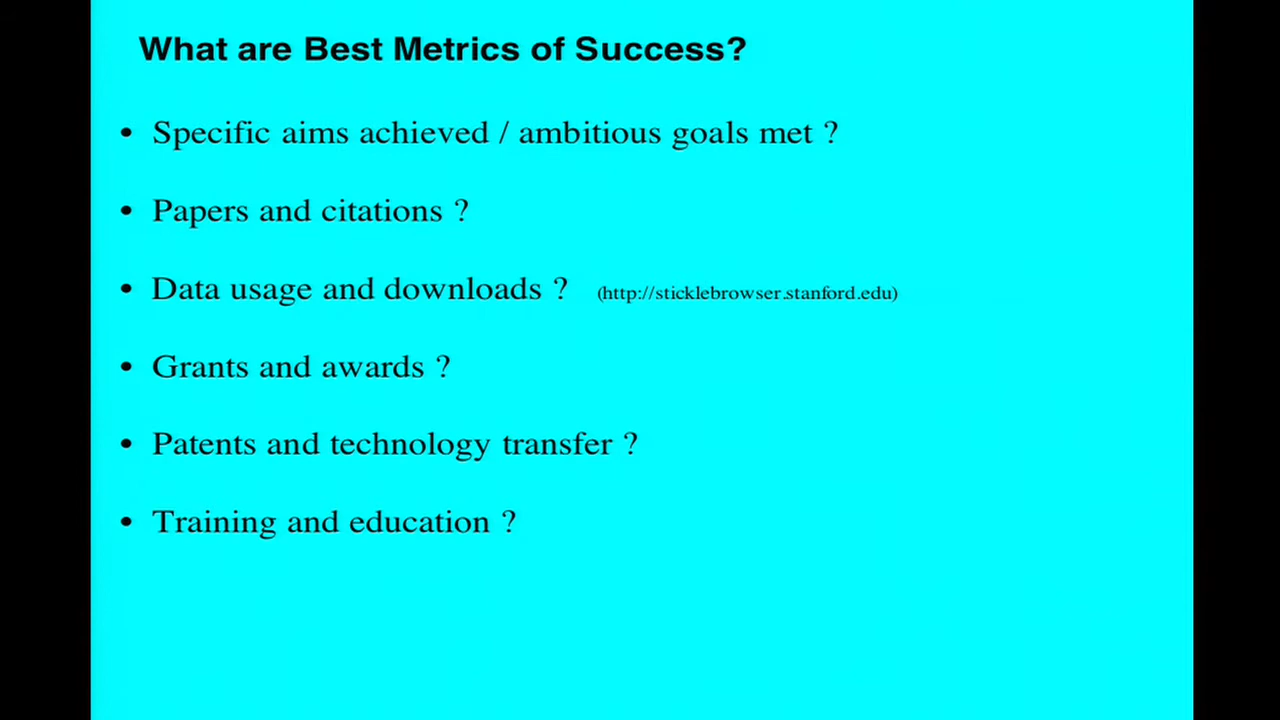 What are Best Metrics of Success?
• Specific aims achieved / ambitious goals met ?
• Papers and citations ?
• Data usage and downloads ? (http://sticklebrowser.stanford.edu)
• Grants and awards ?
• Patents and technology transfer ?
• Training and education ?